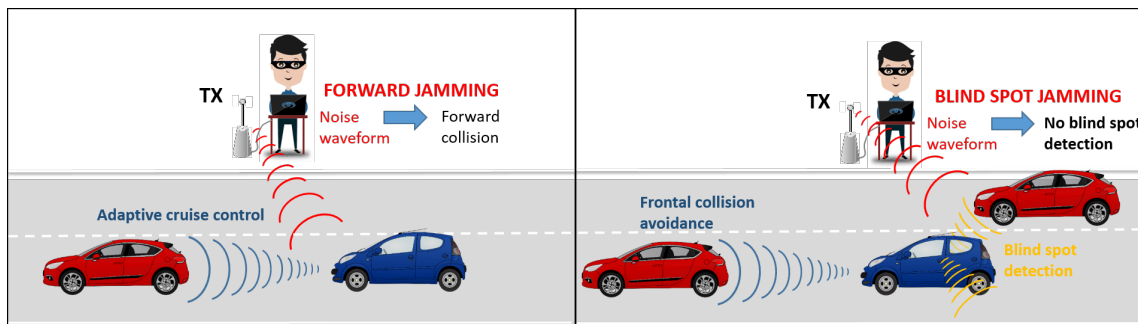 TX
FORWARD JAMMING
Noise
waveform
Forward
collision
Adaptive cruise control
TX
BLIND SPOT JAMMING
Noise
waveform
No blind spot
detection
Frontal collision
avoidance
Blind spot
detection